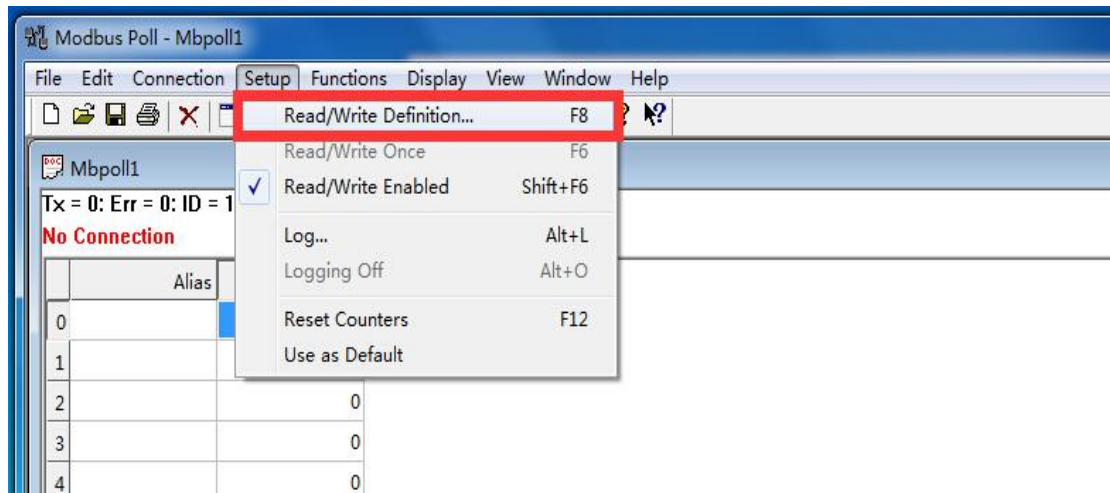 Modbus Poll - Mbpoll1
File Edit Connection Setup Functions Display View Window Help
Read/Write Definition... F8
Read/Write Once F6
Mbpoll1
Read/Write Enabled Shift+F6
Tx = 0: Err = 0: ID = 1
No Connection
Log... Alt+L
Alias
Logging Off Alt+O
0
Reset Counters F12
1
Use as Default
2 0
3 0
4 0